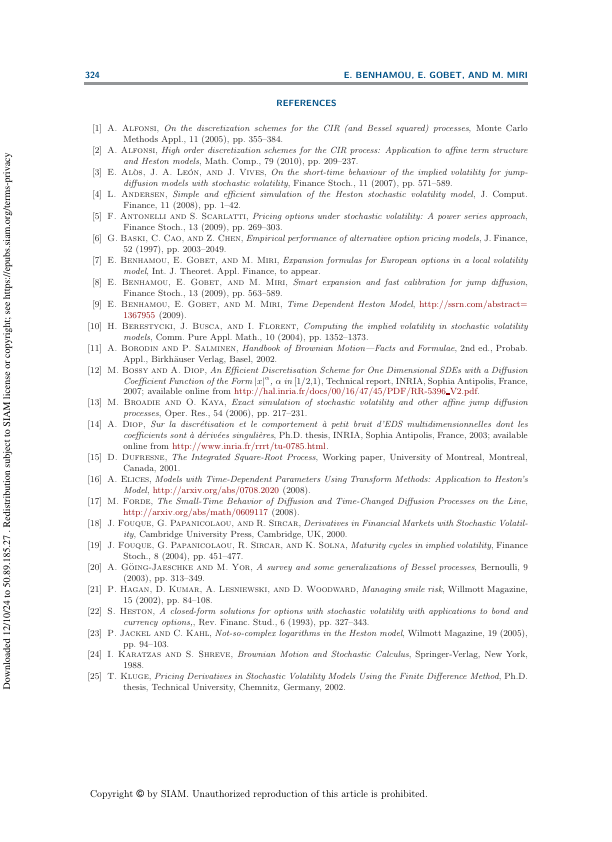 324
E. BENHAMOU, E. GOBET, AND M. MIRI
REFERENCES
[1] A. ALFONSI, On the discretization schemes for the CIR (and Bessel squared) processes, Monte Carlo
Methods Appl., 11 (2005), pp. 355–384.
[2] A. ALFONSI, High order discretization schemes for the CIR process: Application to affine term structure
and Heston models, Math. Comp., 79 (2010), pp. 209–237.
[3] E. ALÒS, J. A. LEÓN, AND J. VIVES, On the short-time behaviour of the implied volatility for jump-
diffusion models with stochastic volatility, Finance Stoch., 11 (2007), pp. 571–589.
[4] L. ANDERSEN, Simple and efficient simulation of the Heston stochastic volatility model, J. Comput.
Finance, 11 (2008), pp. 1–42.
[5] F. ANTONELLI AND S. SCARLATTI, Pricing options under stochastic volatility: A power series approach,
Finance Stoch., 13 (2009), pp. 269–303.
[6] G. BASKI, C. CAO, AND Z. CHEN, Empirical performance of alternative option pricing models, J. Finance,
52 (1997), pp. 2003–2049.
[7] E. BENHAMOU, E. GOBET, AND M. MIRI, Expansion formulas for European options in a local volatility
model, Int. J. Theoret. Appl. Finance, to appear.
[8] E. BENHAMOU, E. GOBET, AND M. MIRI, Smart expansion and fast calibration for jump diffusion,
Finance Stoch., 13 (2009), pp. 563–589.
[9] E. BENHAMOU, E. GOBET, AND M. MIRI, Time Dependent Heston Model, http://ssrn.com/abstract=
1367955 (2009).
[10] H. BERESTYCKI, J. BUSCA, AND I. FLORENT, Computing the implied volatility in stochastic volatility
models, Comm. Pure Appl. Math., 10 (2004), pp. 1352–1373.
[11] A. BORODIN AND P. SALMINEN, Handbook of Brownian Motion—Facts and Formulae, 2nd ed., Probab.
Appl., Birkhäuser Verlag, Basel, 2002.
[12] M. BOSSY AND A. DIOP, An Efficient Discretisation Scheme for One Dimensional SDEs with a Diffusion
Coefficient Function of the Form |x|^α, α in [1/2,1), Technical report, INRIA, Sophia Antipolis, France,
2007; available online from http://hal.inria.fr/docs/00/16/47/45/PDF/RR-5396_V2.pdf.
[13] M. BROADIE AND O. KAYA, Exact simulation of stochastic volatility and other affine jump diffusion
processes, Oper. Res., 54 (2006), pp. 217–231.
[14] A. DIOP, Sur la discrétisation et le comportement à petit bruit d'EDS multidimensionnelles dont les
coefficients sont à dérivées singulières, Ph.D. thesis, INRIA, Sophia Antipolis, France, 2003; available
online from http://www.inria.fr/rrrt/tu-0785.html.
[15] D. DUFRESNE, The Integrated Square-Root Process, Working paper, University of Montreal, Montreal,
Canada, 2001.
[16] A. ELICES, Models with Time-Dependent Parameters Using Transform Methods: Application to Heston's
Model, http://arxiv.org/abs/0708.2020 (2008).
[17] M. FORDE, The Small-Time Behavior of Diffusion and Time-Changed Diffusion Processes on the Line,
http://arxiv.org/abs/math/0609117 (2008).
[18] J. FOUQUE, G. PAPANICOLAOU, AND R. SIRCAR, Derivatives in Financial Markets with Stochastic Volatil-
ity, Cambridge University Press, Cambridge, UK, 2000.
[19] J. FOUQUE, G. PAPANICOLAOU, R. SIRCAR, AND K. SOLNA, Maturity cycles in implied volatility, Finance
Stoch., 8 (2004), pp. 451–477.
[20] A. GÖING-JAESCHKE AND M. YOR, A survey and some generalizations of Bessel processes, Bernoulli, 9
(2003), pp. 313–349.
[21] P. HAGAN, D. KUMAR, A. LESNIEWSKI, AND D. WOODWARD, Managing smile risk, Willmott Magazine,
15 (2002), pp. 84–108.
[22] S. HESTON, A closed-form solutions for options with stochastic volatility with applications to bond and
currency options,, Rev. Financ. Stud., 6 (1993), pp. 327–343.
[23] P. JACKEL AND C. KAHL, Not-so-complex logarithms in the Heston model, Wilmott Magazine, 19 (2005),
pp. 94–103.
[24] I. KARATZAS AND S. SHREVE, Brownian Motion and Stochastic Calculus, Springer-Verlag, New York,
1988.
[25] T. KLUGE, Pricing Derivatives in Stochastic Volatility Models Using the Finite Difference Method, Ph.D.
thesis, Technical University, Chemnitz, Germany, 2002.
Copyright © by SIAM. Unauthorized reproduction of this article is prohibited.
Downloaded 12/10/24 to 50.89.185.27 . Redistribution subject to SIAM license or copyright; see https://epubs.siam.org/terms-privacy